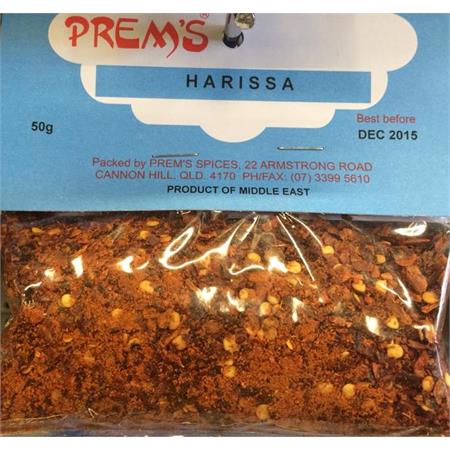 PREM'S®
HARISSA
50g
Best before
DEC 2015
Packed by PREM'S SPICES, 22 ARMSTRONG ROAD
CANNON HILL, QLD. 4170 PH/FAX: (07) 3399 5610
PRODUCT OF MIDDLE EAST